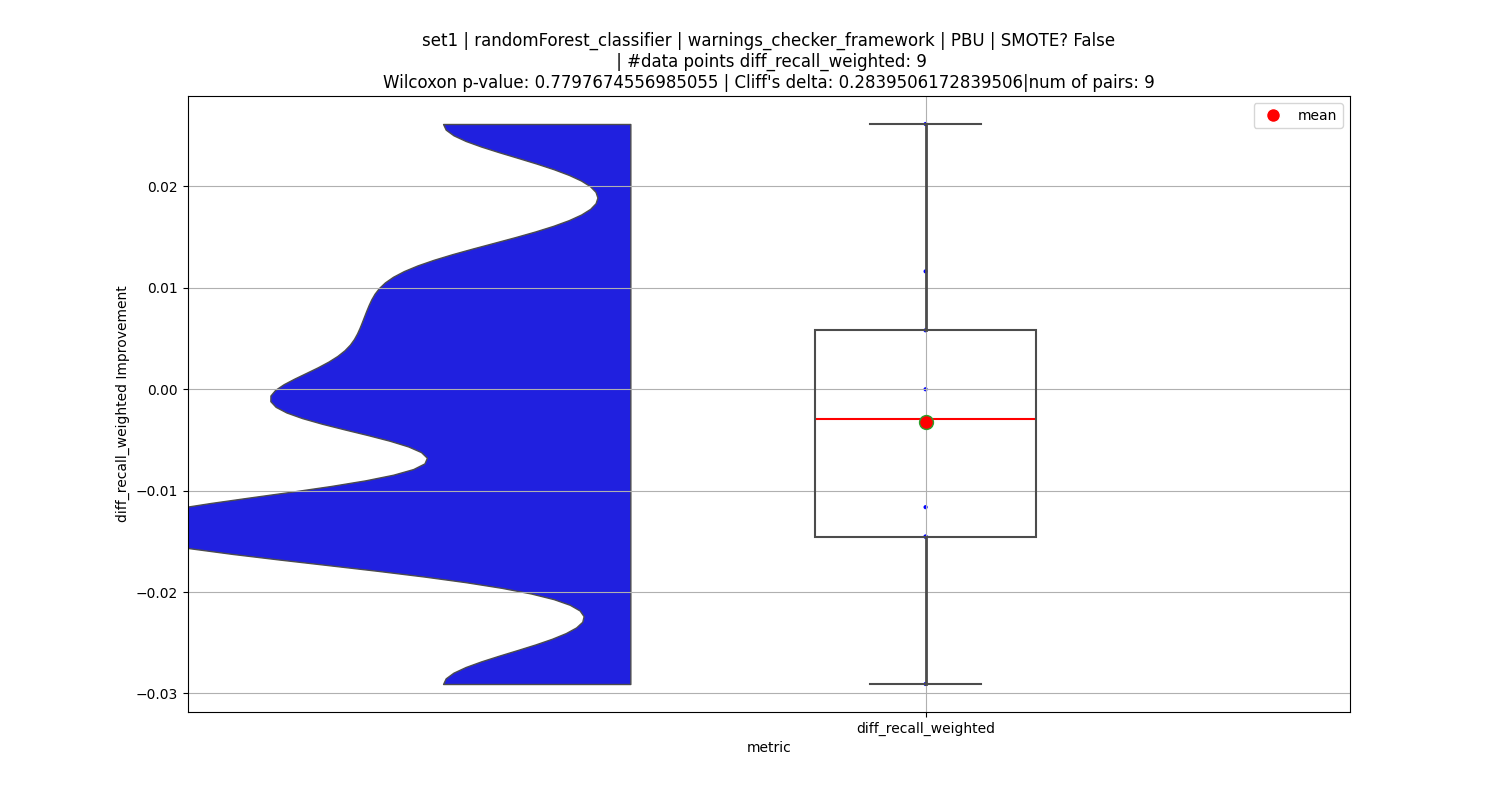 set1 | randomForest_classifier | warnings_checker_framework | PBU | SMOTE? False
| #data points diff_recall_weighted: 9
Wilcoxon p-value: 0.7797674556985055 | Cliff's delta: 0.2839506172839506|num of pairs: 9
mean
0.02
0.01
0.00
−0.01
−0.02
−0.03
diff_recall_weighted Improvement
diff_recall_weighted
metric